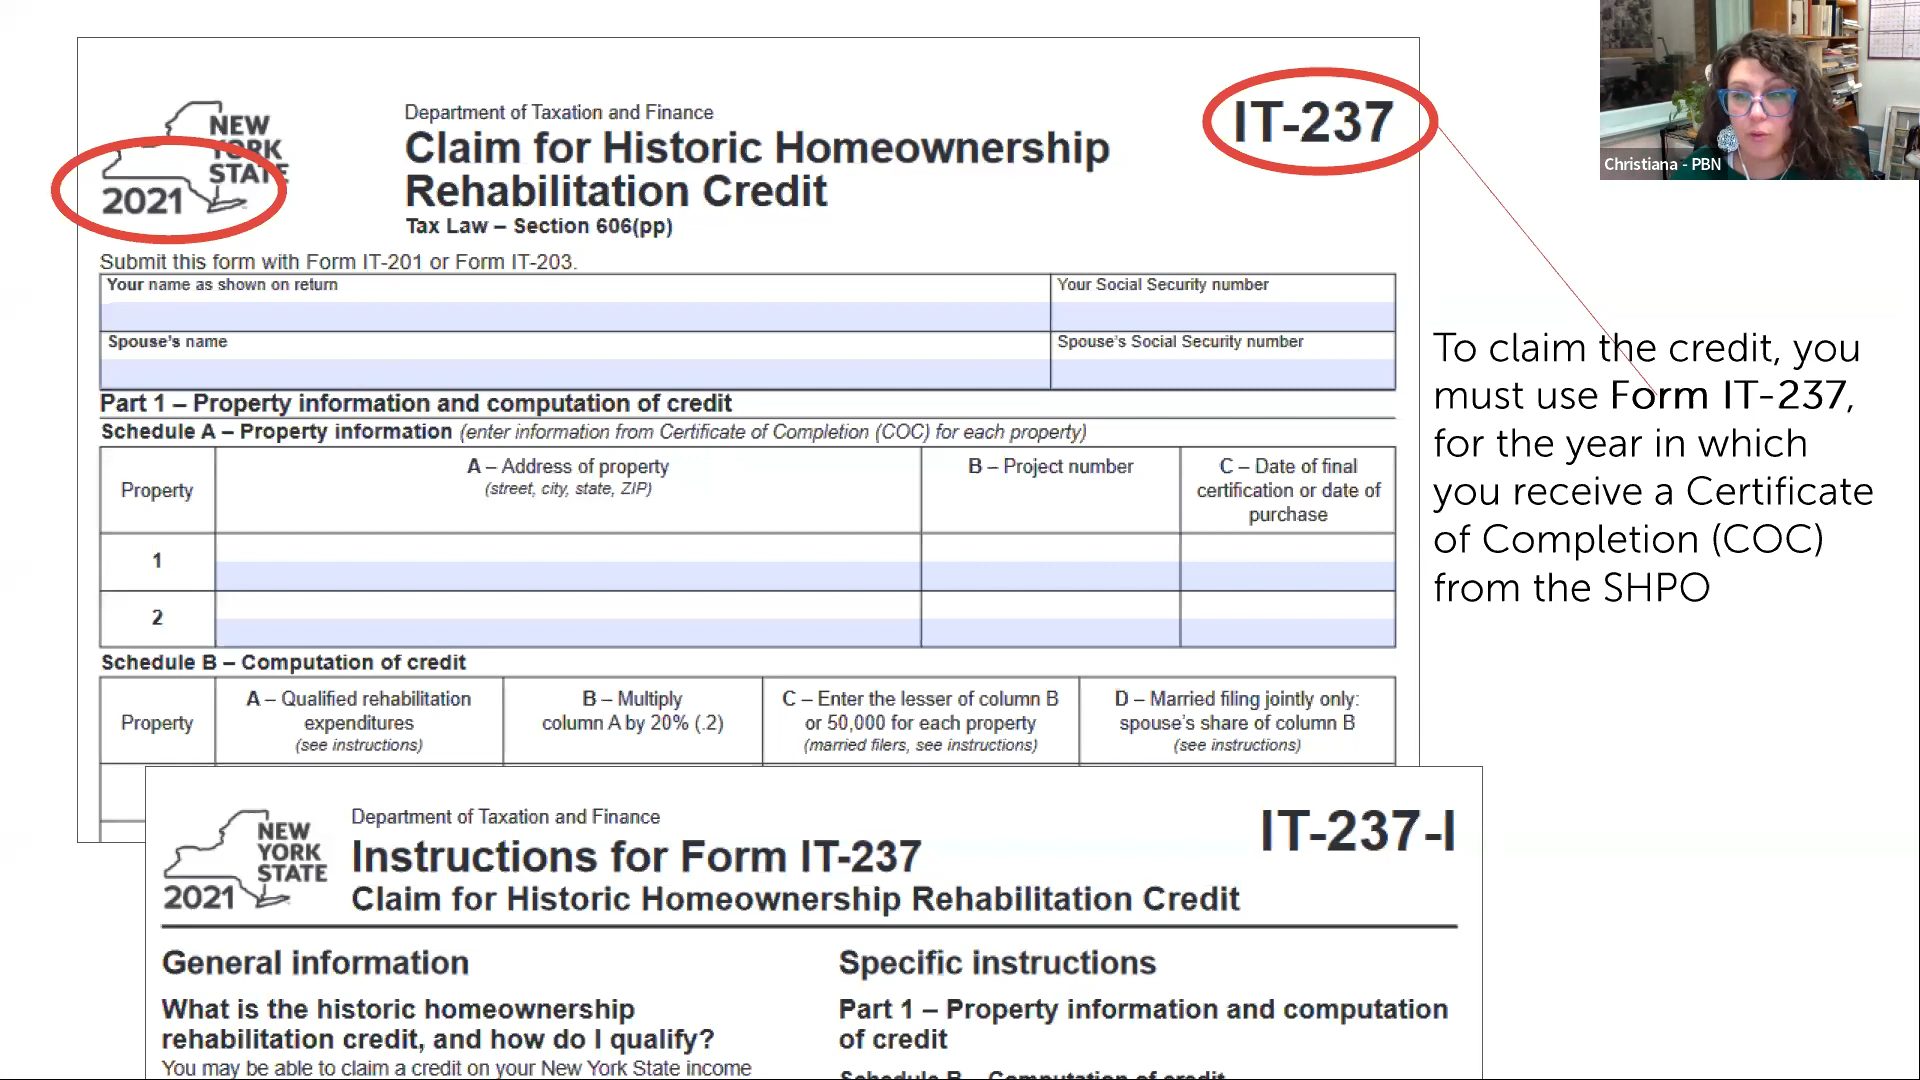 NEW
YORK
STATE
2021
Department of Taxation and Finance
Claim for Historic Homeownership
Rehabilitation Credit
Tax Law – Section 606(pp)
IT-237
Submit this form with Form IT-201 or Form IT-203.
Your name as shown on return
Your Social Security number
Spouse's name
Spouse's Social Security number
Part 1 – Property information and computation of credit
Schedule A – Property information (enter information from Certificate of Completion (COC) for each property)
Property
A – Address of property
(street, city, state, ZIP)
B – Project number
C – Date of final
certification or date of
purchase
1
2
Schedule B – Computation of credit
Property
A – Qualified rehabilitation
expenditures
(see instructions)
B – Multiply
column A by 20% (.2)
C – Enter the lesser of column B
or 50,000 for each property
(married filers, see instructions)
D – Married filing jointly only:
spouse's share of column B
(see instructions)
NEW
YORK
STATE
2021
Department of Taxation and Finance
Instructions for Form IT-237
Claim for Historic Homeownership Rehabilitation Credit
IT-237-I
General information
What is the historic homeownership
rehabilitation credit, and how do I qualify?
You may be able to claim a credit on your New York State income
Specific instructions
Part 1 – Property information and computation
of credit
Schedule B – Computation of credit
To claim the credit, you
must use Form IT-237,
for the year in which
you receive a Certificate
of Completion (COC)
from the SHPO
Christiana - PBN